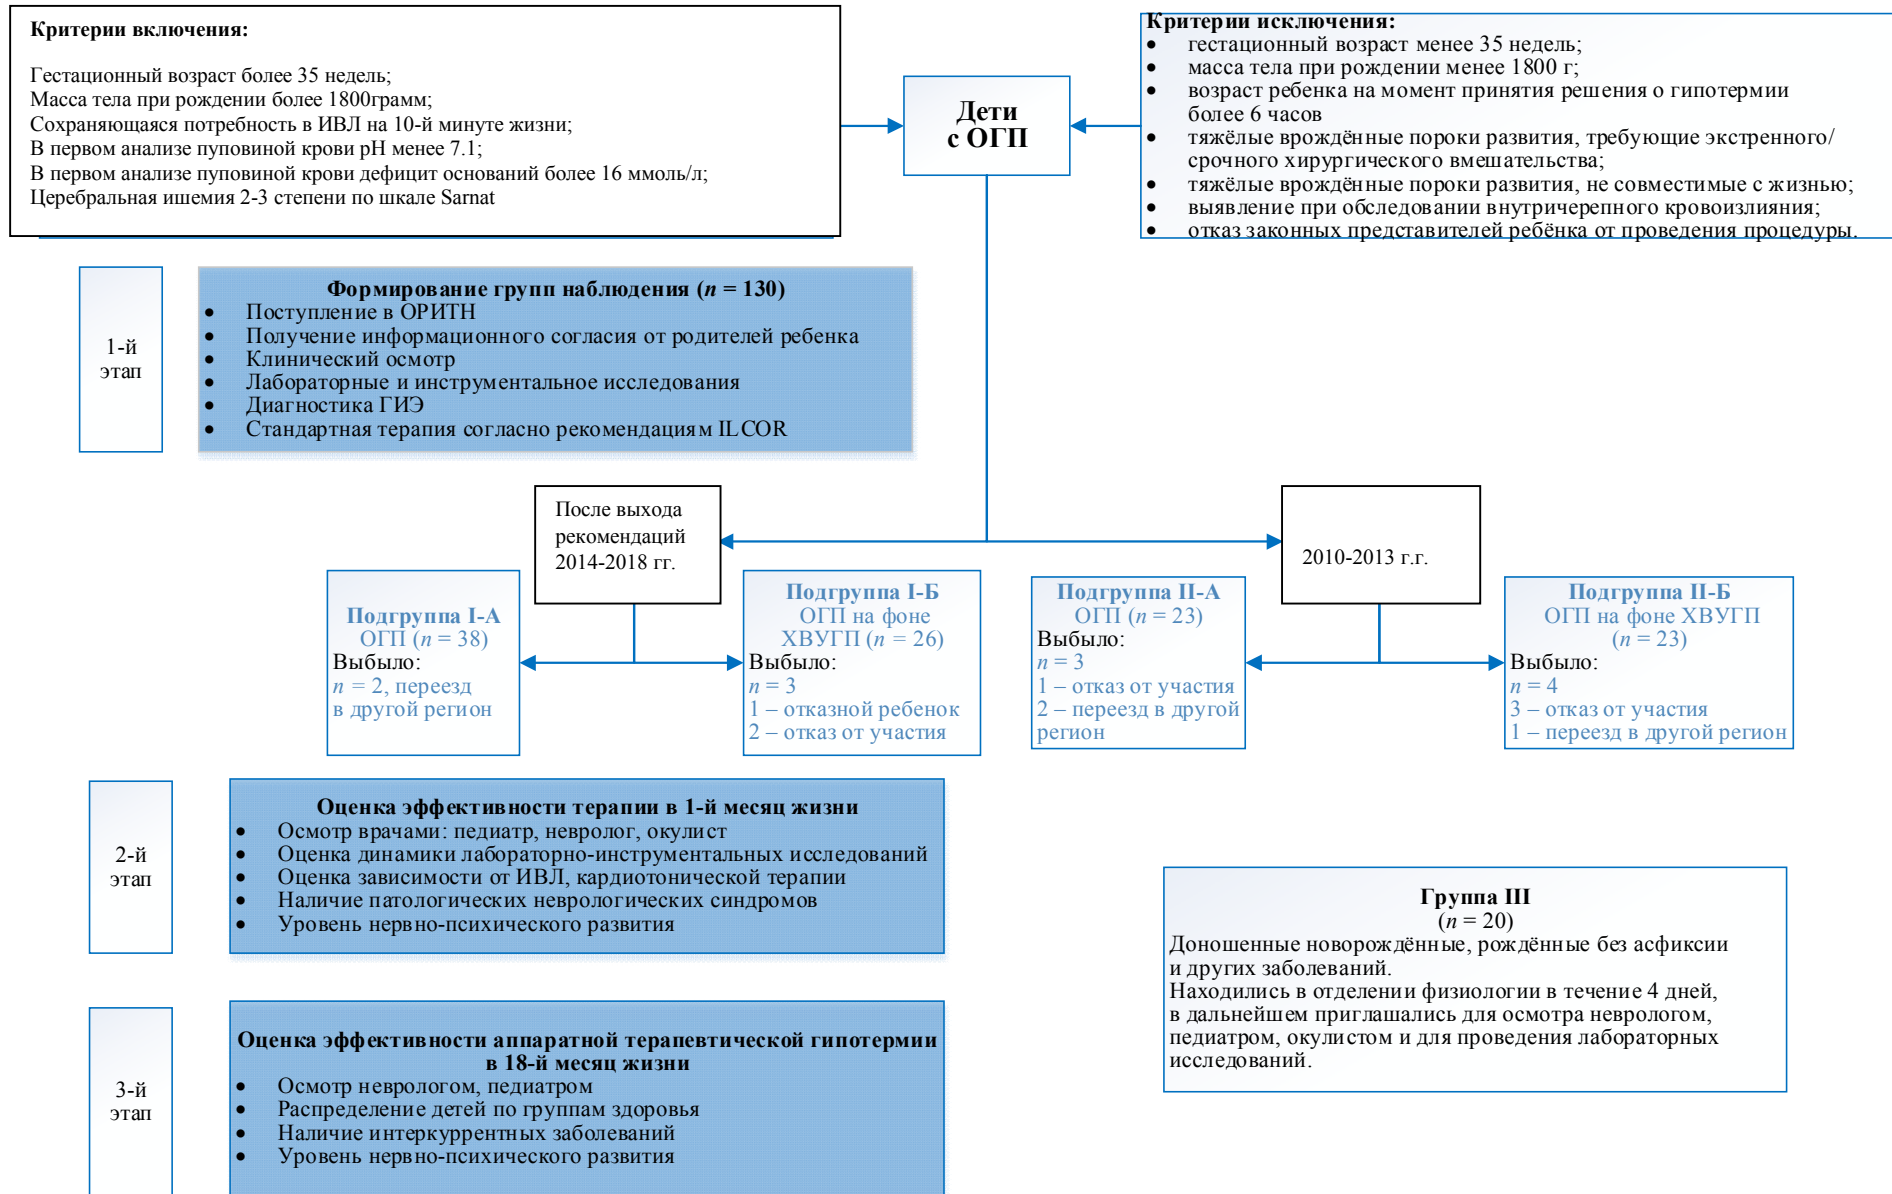 Критерии включения:
Гестационный возраст более 35 недель;
Масса тела при рождении более 1800грамм;
Сохраняющаяся потребность в ИВЛ на 10-й минуте жизни;
В первом анализе пуповиной крови pH менее 7.1;
В первом анализе пуповиной крови дефицит оснований более 16 ммоль/л;
Церебральная ишемия 2-3 степени по шкале Sarnat
Дети
с ОГП
Критерии исключения:
• гестационный возраст менее 35 недель;
• масса тела при рождении менее 1800 г;
• возраст ребенка на момент принятия решения о гипотермии
более 6 часов
• тяжёлые врождённые пороки развития, требующие экстренного/
срочного хирургического вмешательства;
• тяжёлые врождённые пороки развития, не совместимые с жизнью;
• выявление при обследовании внутричерепного кровоизлияния;
• отказ законных представителей ребёнка от проведения процедуры.
1-й
этап
Формирование групп наблюдения (n = 130)
• Поступление в ОРИТН
• Получение информационного согласия от родителей ребенка
• Клинический осмотр
• Лабораторные и инструментальное исследования
• Диагностика ГИЭ
• Стандартная терапия согласно рекомендациям ILCOR
После выхода
рекомендаций
2014-2018 гг.
2010-2013 г.г.
Подгруппа I-А
ОГП (n = 38)
Выбыло:
n = 2, переезд
в другой регион
Подгруппа I-Б
ОГП на фоне
ХВУГП (n = 26)
Выбыло:
n = 3
1 – отказной ребенок
2 – отказ от участия
Подгруппа II-А
ОГП (n = 23)
Выбыло:
n = 3
1 – отказ от участия
2 – переезд в другой
регион
Подгруппа II-Б
ОГП на фоне ХВУГП
(n = 23)
Выбыло:
n = 4
3 – отказ от участия
1 – переезд в другой регион
2-й
этап
Оценка эффективности терапии в 1-й месяц жизни
• Осмотр врачами: педиатр, невролог, окулист
• Оценка динамики лабораторно-инструментальных исследований
• Оценка зависимости от ИВЛ, кардиотонической терапии
• Наличие патологических неврологических синдромов
• Уровень нервно-психического развития
Группа III
(n = 20)
Доношенные новорождённые, рождённые без асфиксии
и других заболеваний.
Находились в отделении физиологии в течение 4 дней,
в дальнейшем приглашались для осмотра неврологом,
педиатром, окулистом и для проведения лабораторных
исследований.
3-й
этап
Оценка эффективности аппаратной терапевтической гипотермии
в 18-й месяц жизни
• Осмотр неврологом, педиатром
• Распределение детей по группам здоровья
• Наличие интеркуррентных заболеваний
• Уровень нервно-психического развития